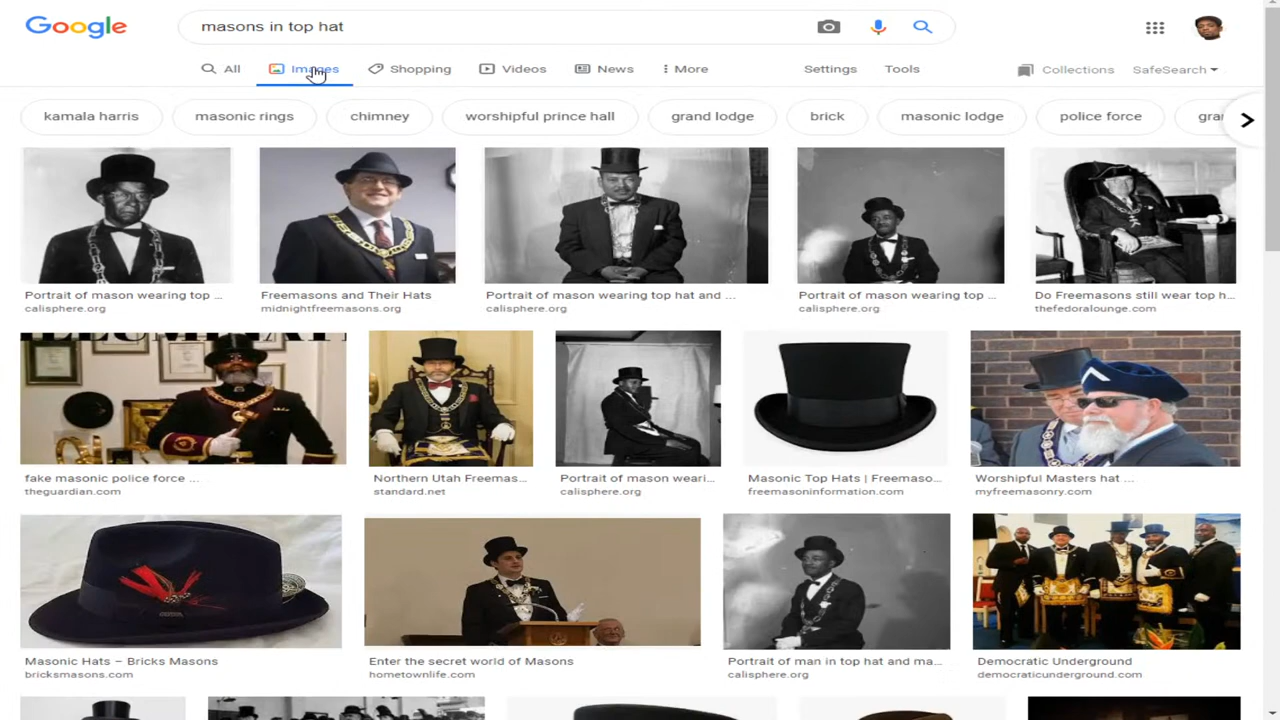 Google
masons in top hat
All
Images
Shopping
Videos
News
More
Settings
Tools
Collections
SafeSearch
kamala harris
masonic rings
chimney
worshipful prince hall
grand lodge
brick
masonic lodge
police force
Portrait of mason wearing top ...
calisphere.org
Freemasons and Their Hats
midnightfreemasons.org
Portrait of mason wearing top hat and ...
calisphere.org
Portrait of mason wearing top ...
calisphere.org
Do Freemasons still wear top h...
thefedoralounge.com
fake masonic police force ...
theguardian.com
Northern Utah Freemas...
standard.net
Portrait of mason weari...
calisphere.org
Masonic Top Hats | Freemaso...
freemasoninformation.com
Worshipful Masters hat ...
myfreemasonry.com
Masonic Hats – Bricks Masons
bricksmasons.com
Enter the secret world of Masons
hometownlife.com
Portrait of man in top hat and ma...
calisphere.org
Democratic Underground
democraticunderground.com